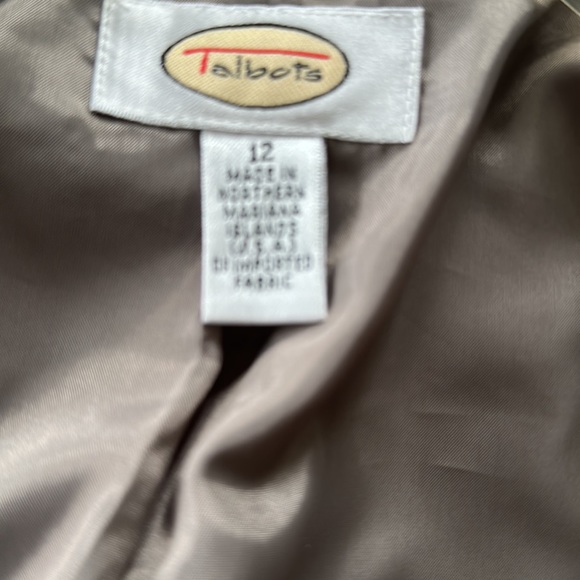 Talbots
12
MADE IN
NORTHERN
MARIANA
ISLANDS
(U.S.A.)
OF IMPORTED
FABRIC